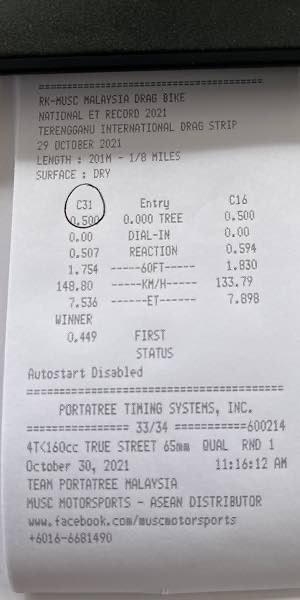 ========================================
RK-MUSC MALAYSIA DRAG BIKE
NATIONAL ET RECORD 2021
TERENGGANU INTERNATIONAL DRAG STRIP
29 OCTOBER 2021
LENGTH : 201M - 1/8 MILES
SURFACE : DRY
C31 Entry C16
0.500 0.000 TREE 0.500
0.00 DIAL-IN 0.00
0.507 REACTION 0.594
1.754 -----60FT----- 1.830
148.80 -----KM/H----- 133.79
7.536 ------ET------ 7.898
WINNER
0.449 FIRST
STATUS
Autostart Disabled
========================================
PORTATREE TIMING SYSTEMS, INC.
================ 33/34 ===========600214
4T<160cc TRUE STREET 65mm QUAL RND 1
October 30, 2021 11:16:12 AM
TEAM PORTATREE MALAYSIA
MUSC MOTORSPORTS - ASEAN DISTRIBUTOR
www.facebook.com/muscmotorsports
+6016-6681490